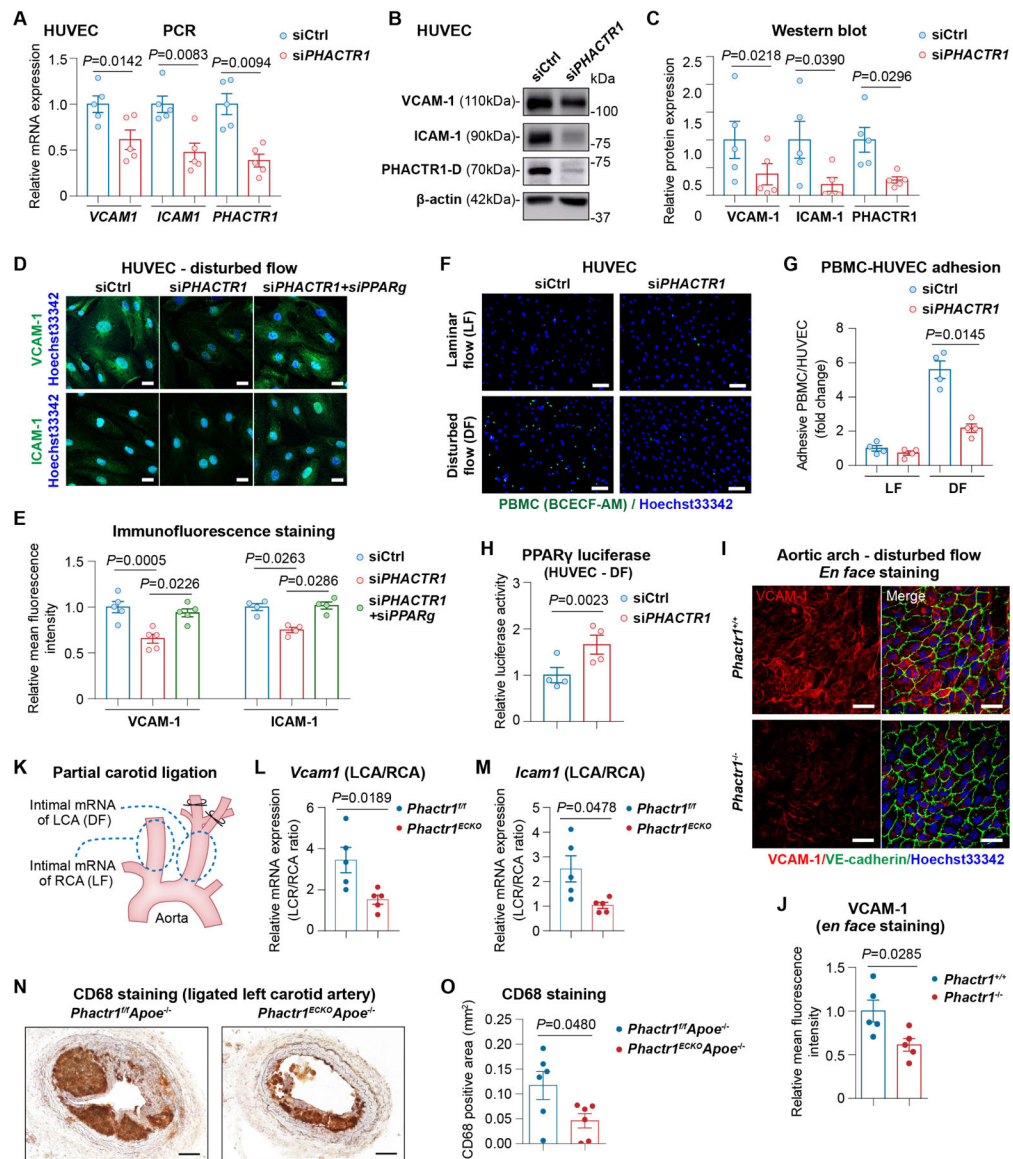 A
HUVEC PCR
siCtrl
siPHACTR1
P=0.0142
P=0.0083
P=0.0094
Relative mRNA expression
1.5
1.0
0.5
0
VCAM1
ICAM1
PHACTR1
B
HUVEC
siCtrl
siPHACTR1
kDa
VCAM-1 (110kDa)-
-100
ICAM-1 (90kDa)-
-75
-75
PHACTR1-D (70kDa)-
β-actin (42kDa)-
-37
C
Western blot
siCtrl
siPHACTR1
P=0.0218
P=0.0390
P=0.0296
Relative protein expression
2.5
2.0
1.5
1.2
0.5
0
VCAM-1
ICAM-1
PHACTR1
D
HUVEC - disturbed flow
siCtrl
siPHACTR1
siPHACTR1+siPPARg
VCAM-1
Hoechst33342
ICAM-1
Hoechst33342
E
Immunofluorescence staining
siCtrl
siPHACTR1
siPHACTR1
+siPPARg
P=0.0005
P=0.0226
P=0.0263
P=0.0286
Relative mean fluorescence
intensity
1.5
1.0
0.5
0
VCAM-1
ICAM-1
F
HUVEC
siCtrl
siPHACTR1
Laminar
flow (LF)
Disturbed
flow (DF)
PBMC (BCECF-AM) / Hoechst33342
G
PBMC-HUVEC adhesion
siCtrl
siPHACTR1
P=0.0145
Adhesive PBMC/HUVEC
(fold change)
8
6
4
2
0
LF
DF
H
PPARγ luciferase
(HUVEC - DF)
siCtrl
siPHACTR1
P=0.0023
Relative luciferase activity
3
2
1
0
I
Aortic arch - disturbed flow
En face staining
VCAM-1
Merge
Phactr1+/+
Phactr1-/-
VCAM-1/VE-cadherin/Hoechst33342
J
VCAM-1
(en face staining)
P=0.0285
Phactr1+/+
Phactr1-/-
Relative mean fluorescence
intensity
1.5
1.0
0.5
0
K
Partial carotid ligation
Intimal mRNA
of LCA (DF)
Intimal mRNA
of RCA (LF)
Aorta
L
Vcam1 (LCA/RCA)
P=0.0189
Phactr1f/f
Phactr1ECKO
Relative mRNA expression
(LCR/RCA ratio)
6
4
2
0
M
Icam1 (LCA/RCA)
P=0.0478
Phactr1f/f
Phactr1ECKO
Relative mRNA expression
(LCR/RCA ratio)
5
4
3
2
1
0
N
CD68 staining (ligated left carotid artery)
Phactr1f/fApoe-/-
Phactr1ECKOApoe-/-
O
CD68 staining
P=0.0480
Phactr1f/fApoe-/-
Phactr1ECKOApoe-/-
CD68 positive area (mm²)
0.25
0.20
0.15
0.10
0.05
0.00